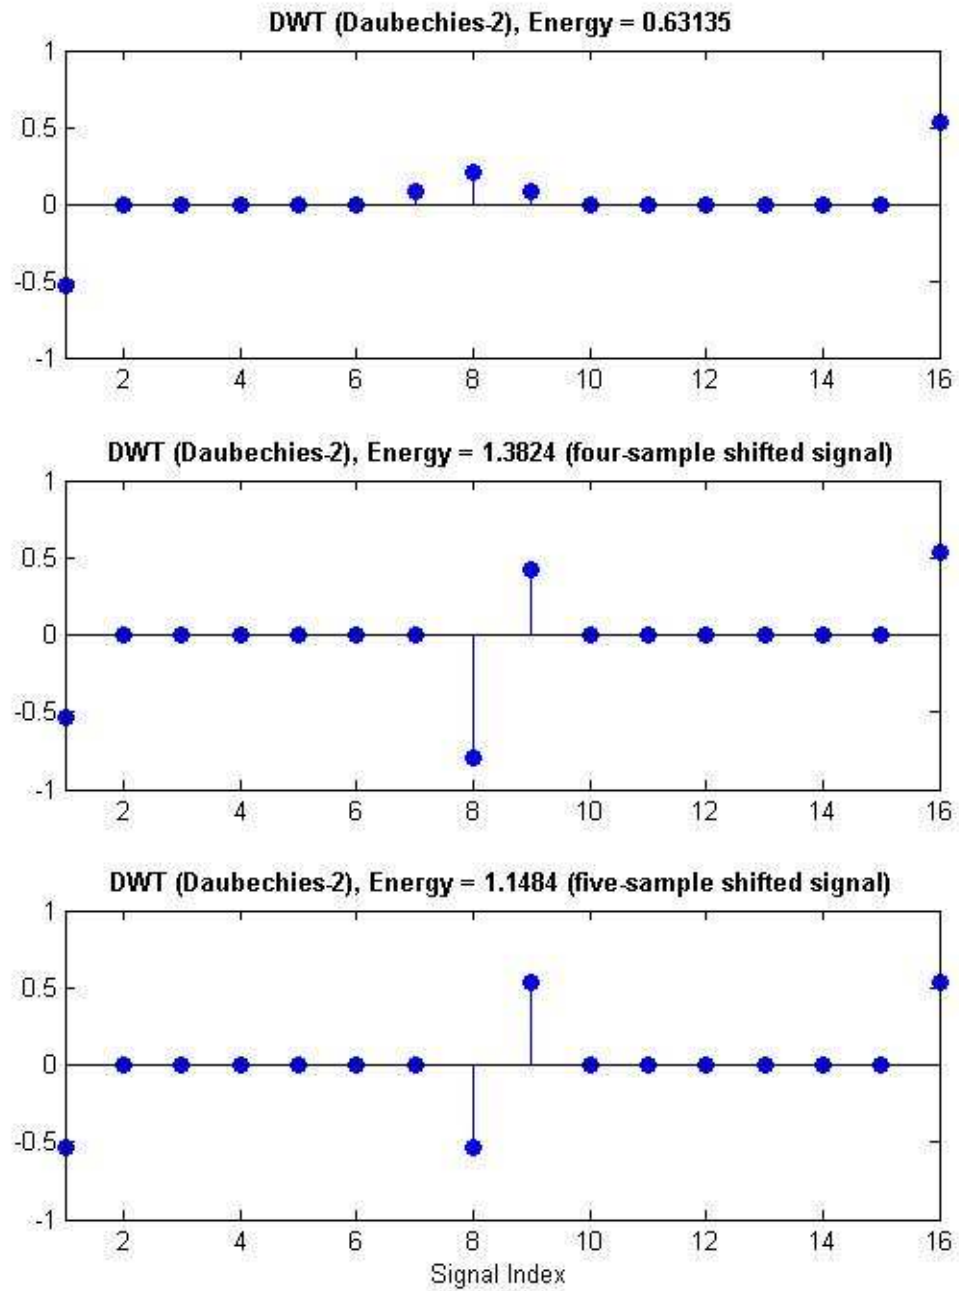 DWT (Daubechies-2), Energy = 0.63135
1
0.5
0
-0.5
-1
2 4 6 8 10 12 14 16
DWT (Daubechies-2), Energy = 1.3824 (four-sample shifted signal)
1
0.5
0
-0.5
-1
2 4 6 8 10 12 14 16
DWT (Daubechies-2), Energy = 1.1484 (five-sample shifted signal)
1
0.5
0
-0.5
-1
2 4 6 8 10 12 14 16
Signal Index